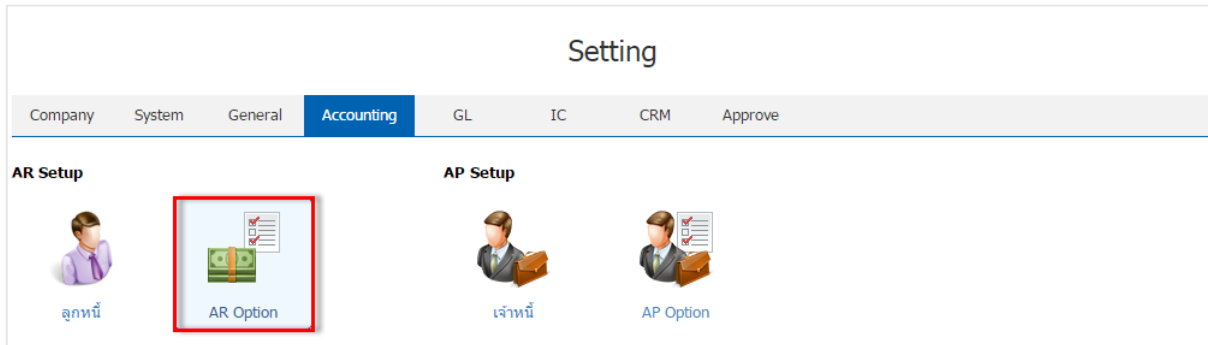 Setting
Company System General Accounting GL IC CRM Approve
AR Setup AP Setup
ลูกหนี้ AR Option เจ้าหนี้ AP Option